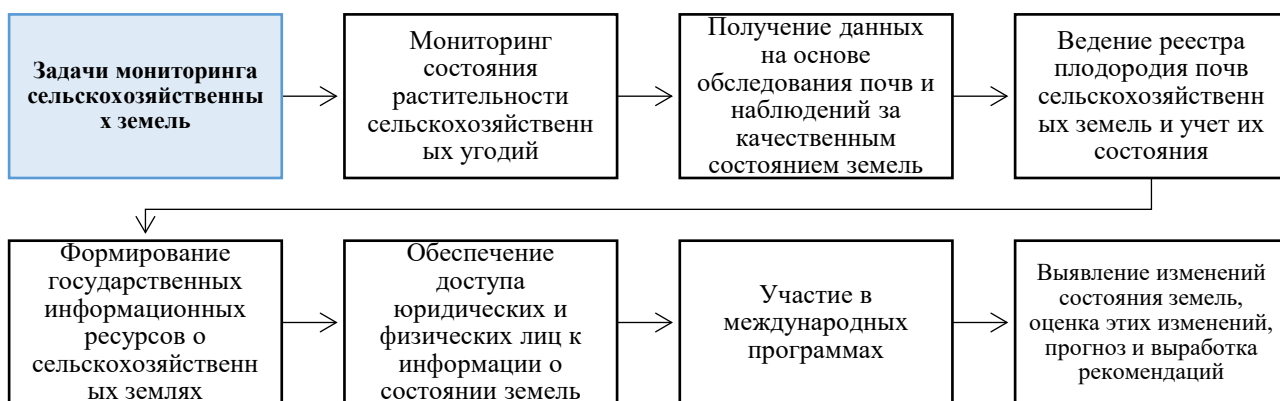 Задачи мониторинга
сельскохозяйственны
х земель
Мониторинг
состояния
растительности
сельскохозяйственн
ых угодий
Получение данных
на основе
обследования почв и
наблюдений за
качественным
состоянием земель
Ведение реестра
плодородия почв
сельскохозяйственн
ых земель и учет их
состояния
Формирование
государственных
информационных
ресурсов о
сельскохозяйственн
ых землях
Обеспечение
доступа
юридических и
физических лиц к
информации о
состоянии земель
Участие в
международных
программах
Выявление изменений
состояния земель,
оценка этих изменений,
прогноз и выработка
рекомендаций